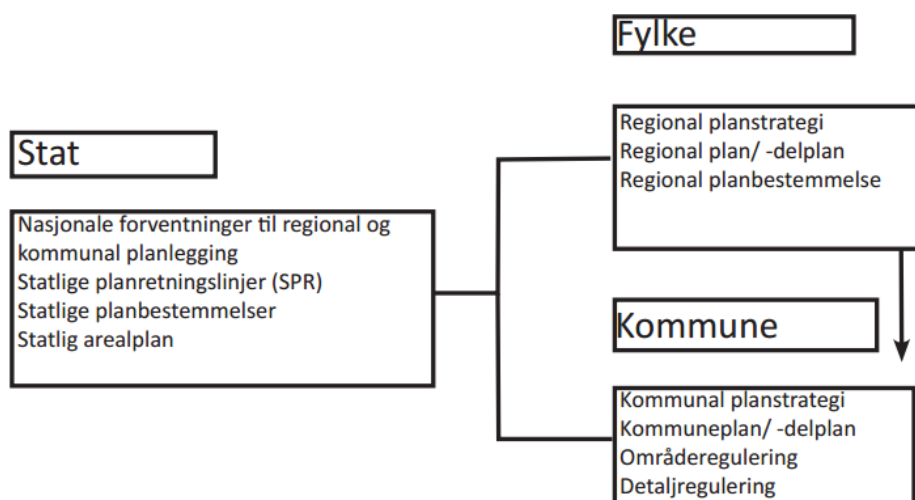 Stat
Nasjonale forventninger til regional og
kommunal planlegging
Statlige planretningslinjer (SPR)
Statlige planbestemmelser
Statlig arealplan
Fylke
Regional planstrategi
Regional plan/ -delplan
Regional planbestemmelse
Kommune
Kommunal planstrategi
Kommuneplan/ -delplan
Områderegulering
Detaljregulering